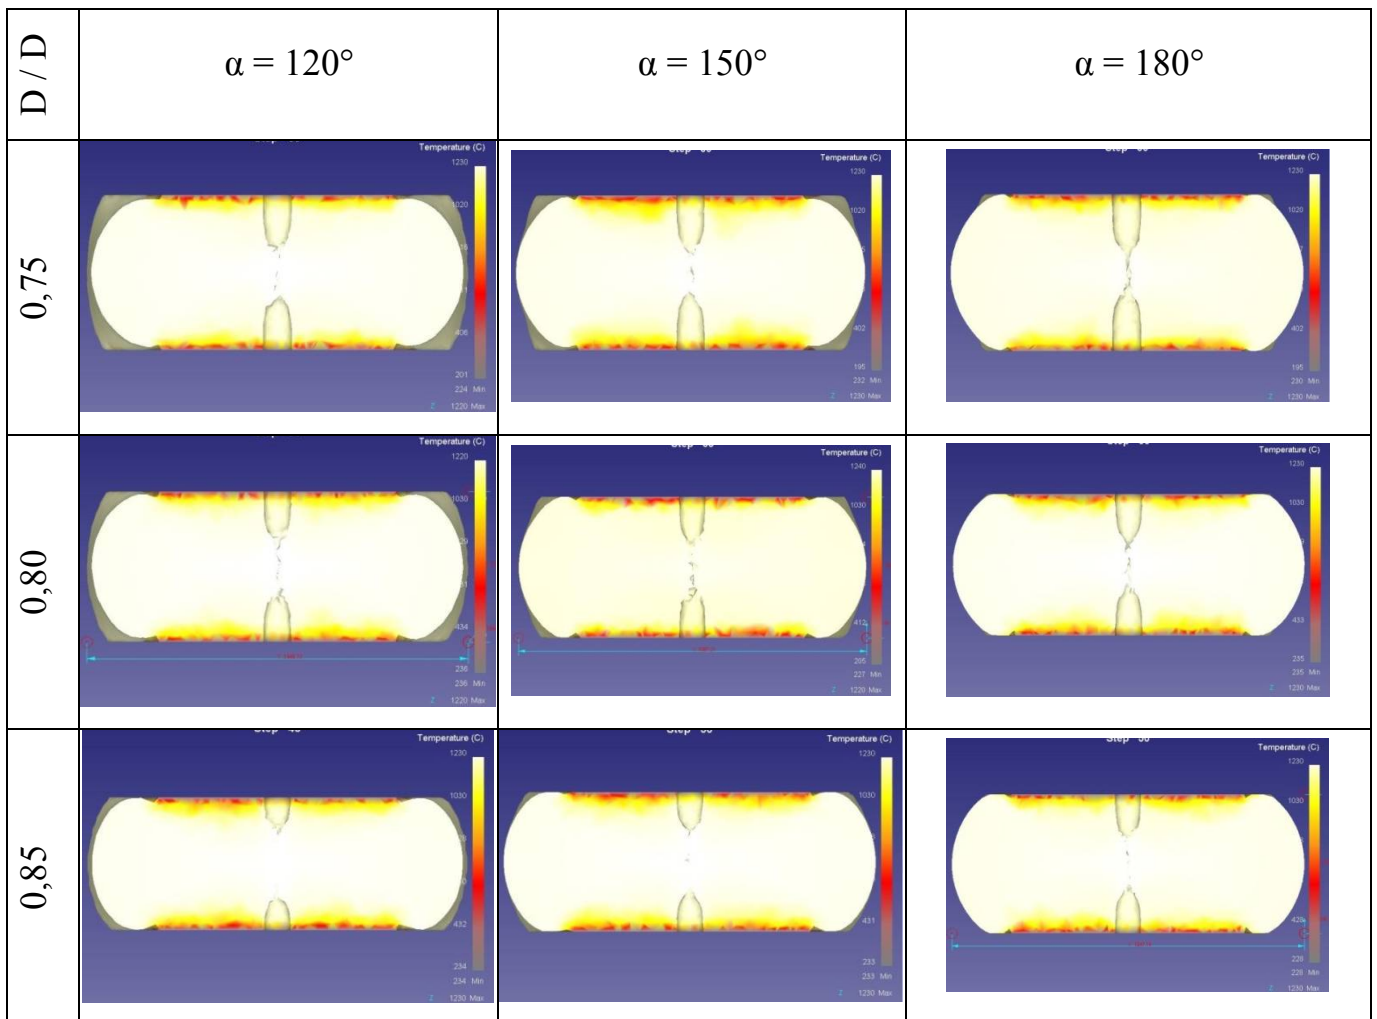 D / D
α = 120°
α = 150°
α = 180°
0,75
Temperature (C)
1230
406
201
224 Min
Z 1220 Max
Temperature (C)
1230
1020
402
195
232 Min
Z 1230 Max
Temperature (C)
1230
1020
402
195
230 Min
Z 1230 Max
0,80
Temperature (C)
1220
1030
434
236
236 Min
Z 1220 Max
Temperature (C)
1240
1030
412
205
227 Min
Z 1220 Max
Temperature (C)
1230
1030
433
235
235 Min
Z 1230 Max
0,85
Temperature (C)
1230
1030
432
234
234 Min
Z 1230 Max
Temperature (C)
1230
1030
431
233
233 Min
Z 1230 Max
Temperature (C)
1230
1030
428
228
228 Min
Z 1230 Max